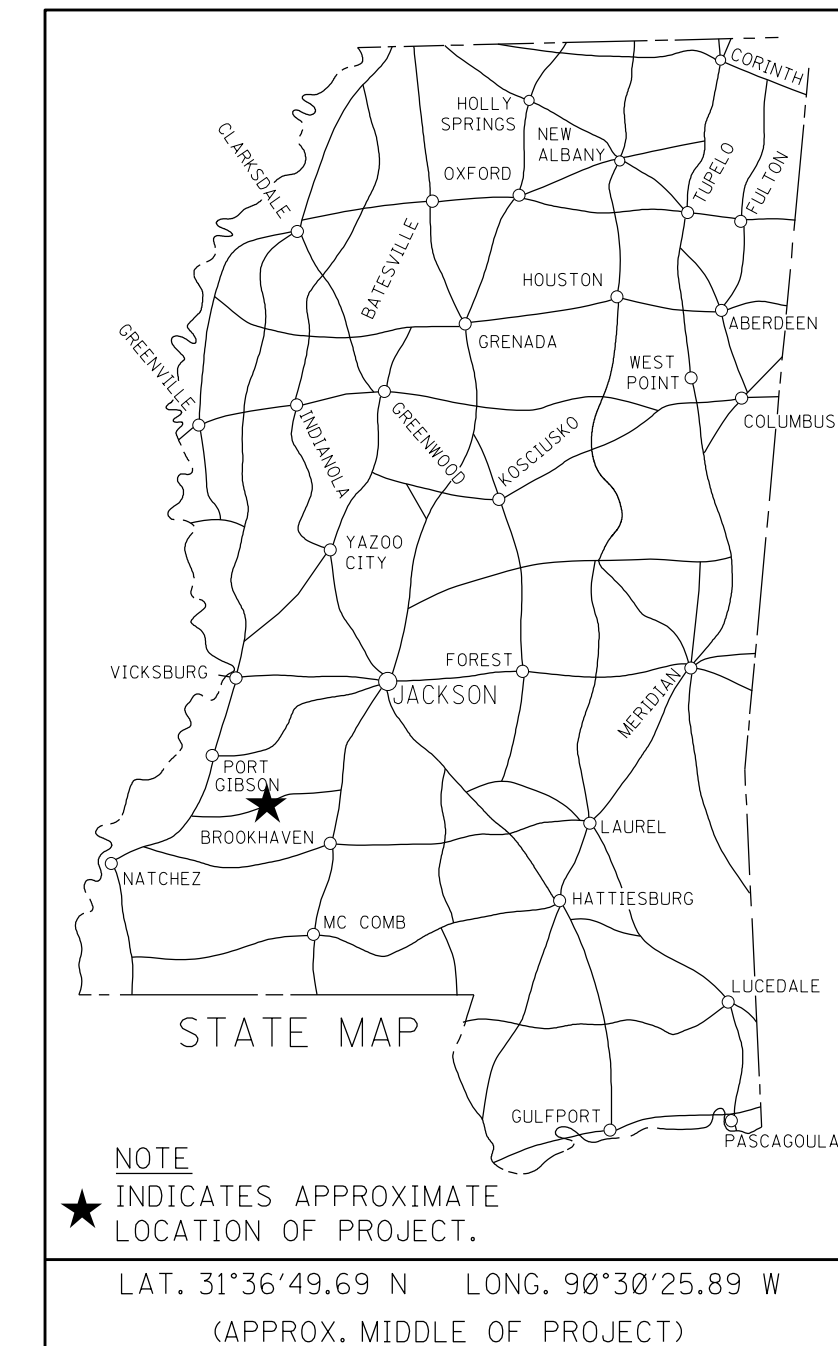 CORINTH
HOLLY
SPRINGS
NEW
ALBANY
CLARKSDALE
OXFORD
TUPELO
FULTON
BATESVILLE
HOUSTON
ABERDEEN
GREENVILLE
GRENADA
WEST
POINT
COLUMBUS
INDIANOLA
GREENWOOD
KOSCIUSKO
YAZOO
CITY
VICKSBURG
FOREST
JACKSON
MERIDIAN
PORT
GIBSON
BROOKHAVEN
LAUREL
NATCHEZ
HATTIESBURG
MC COMB
LUCEDALE
STATE MAP
GULFPORT
PASCAGOULA
NOTE
INDICATES APPROXIMATE
LOCATION OF PROJECT.
LAT. 31°36'49.69 N LONG. 90°30'25.89 W
(APPROX. MIDDLE OF PROJECT)